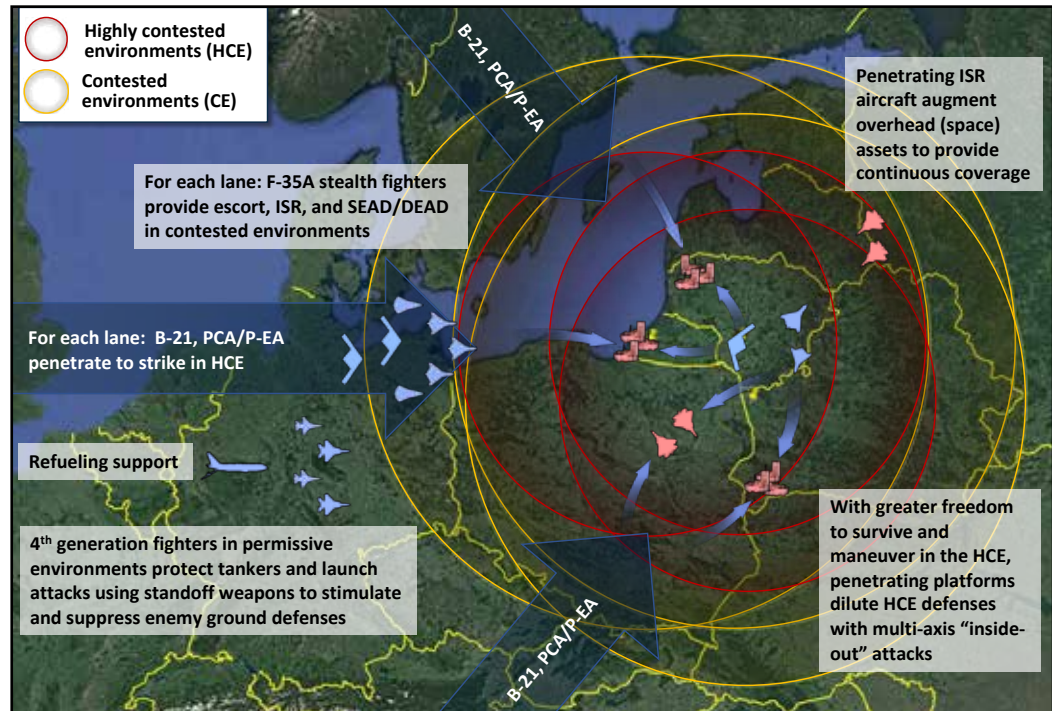 Highly contested
environments (HCE)
Contested
environments (CE)
B-21, PCA/P-EA
Penetrating ISR
aircraft augment
overhead (space)
assets to provide
continuous coverage
For each lane: F-35A stealth fighters
provide escort, ISR, and SEAD/DEAD
in contested environments
For each lane:  B-21, PCA/P-EA
penetrate to strike in HCE
Refueling support
4th generation fighters in permissive
environments protect tankers and launch
attacks using standoff weapons to stimulate
and suppress enemy ground defenses
B-21, PCA/P-EA
With greater freedom
to survive and
maneuver in the HCE,
penetrating platforms
dilute HCE defenses
with multi-axis “inside-
out” attacks